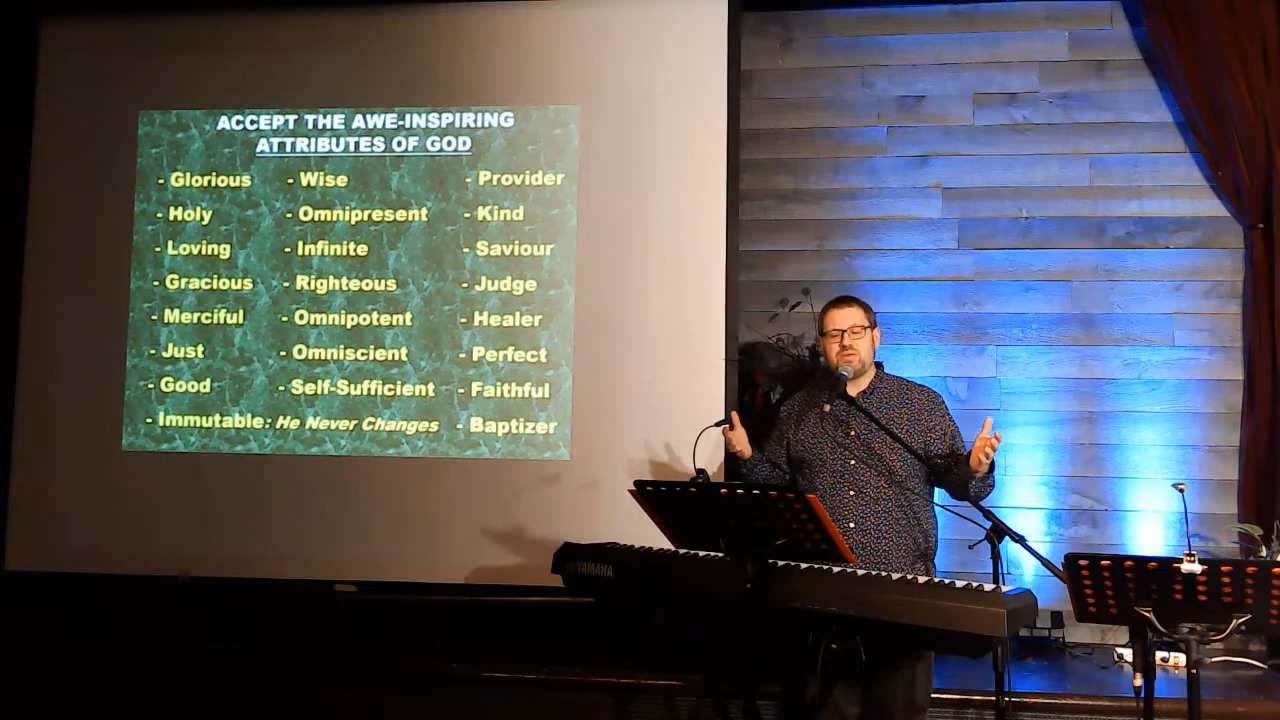 ACCEPT THE AWE-INSPIRING
ATTRIBUTES OF GOD
- Glorious - Wise - Provider
- Holy - Omnipresent - Kind
- Loving - Infinite - Saviour
- Gracious - Righteous - Judge
- Merciful - Omnipotent - Healer
- Just - Omniscient - Perfect
- Good - Self-Sufficient - Faithful
- Immutable: He Never Changes - Baptizer
YAMAHA